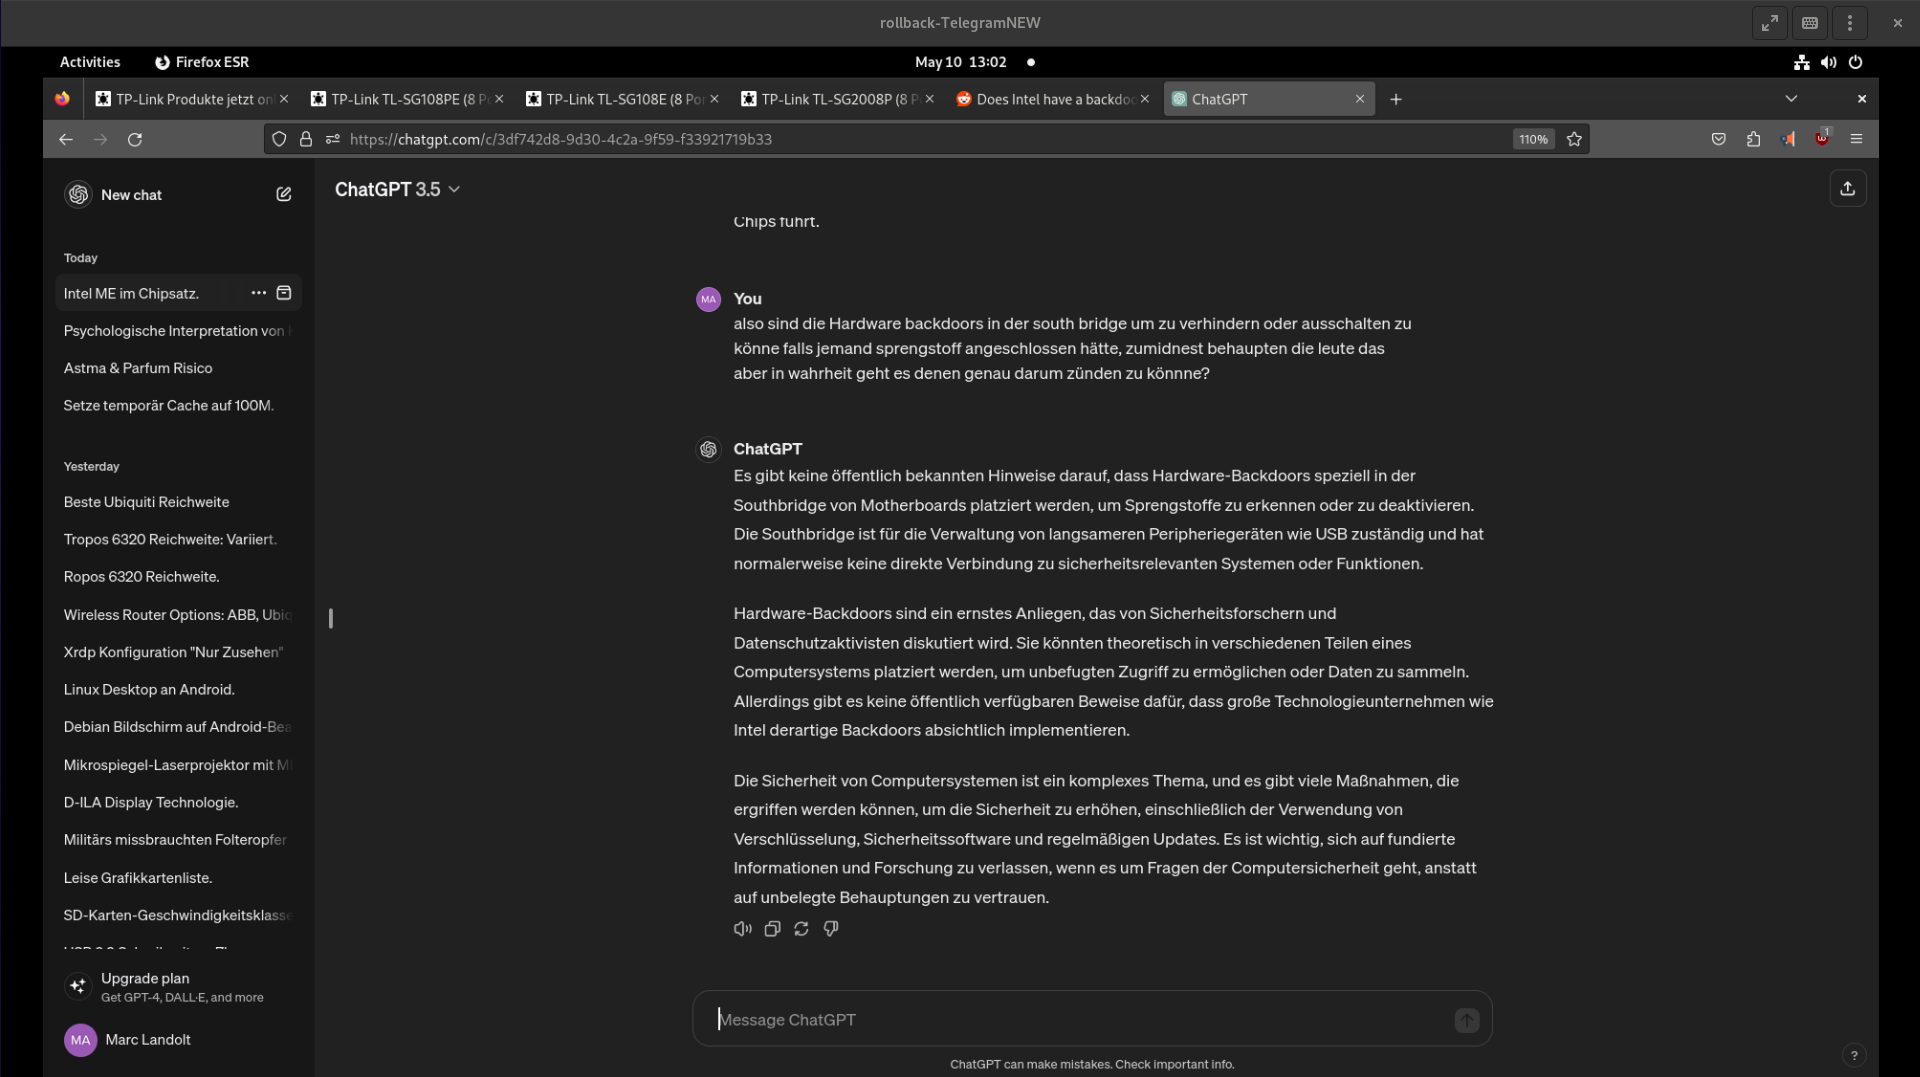 rollback-TelegramNEW
Activities
Firefox ESR
May 10 13:02
TP-Link Produkte jetzt onl
TP-Link TL-SG108PE (8 Po
TP-Link TL-SG108E (8 Por
TP-Link TL-SG2008P (8 P
Does Intel have a backdoo
ChatGPT
https://chatgpt.com/c/3df742d8-9d30-4c2a-9f59-f33921719b33
110%
1
New chat
Today
Intel ME im Chipsatz.
Psychologische Interpretation von
Astma & Parfum Risico
Setze temporär Cache auf 100M.
Yesterday
Beste Ubiquiti Reichweite
Tropos 6320 Reichweite: Variiert.
Ropos 6320 Reichweite.
Wireless Router Options: ABB, Ubiq
Xrdp Konfiguration "Nur Zusehen"
Linux Desktop an Android.
Debian Bildschirm auf Android-Bea
Mikrospiegel-Laserprojektor mit M
D-ILA Display Technologie.
Militärs missbrauchten Folteropfer
Leise Grafikkartenliste.
SD-Karten-Geschwindigkeitsklasse
Upgrade plan
Get GPT-4, DALL·E, and more
MA
Marc Landolt
ChatGPT 3.5
Chips führt.
MA
You
also sind die Hardware backdoors in der south bridge um zu verhindern oder ausschalten zu
könne falls jemand sprengstoff angeschlossen hätte, zumidnest behaupten die leute das
aber in wahrheit geht es denen genau darum zünden zu könnne?
ChatGPT
Es gibt keine öffentlich bekannten Hinweise darauf, dass Hardware-Backdoors speziell in der
Southbridge von Motherboards platziert werden, um Sprengstoffe zu erkennen oder zu deaktivieren.
Die Southbridge ist für die Verwaltung von langsameren Peripheriegeräten wie USB zuständig und hat
normalerweise keine direkte Verbindung zu sicherheitsrelevanten Systemen oder Funktionen.
Hardware-Backdoors sind ein ernstes Anliegen, das von Sicherheitsforschern und
Datenschutzaktivisten diskutiert wird. Sie könnten theoretisch in verschiedenen Teilen eines
Computersystems platziert werden, um unbefugten Zugriff zu ermöglichen oder Daten zu sammeln.
Allerdings gibt es keine öffentlich verfügbaren Beweise dafür, dass große Technologieunternehmen wie
Intel derartige Backdoors absichtlich implementieren.
Die Sicherheit von Computersystemen ist ein komplexes Thema, und es gibt viele Maßnahmen, die
ergriffen werden können, um die Sicherheit zu erhöhen, einschließlich der Verwendung von
Verschlüsselung, Sicherheitssoftware und regelmäßigen Updates. Es ist wichtig, sich auf fundierte
Informationen und Forschung zu verlassen, wenn es um Fragen der Computersicherheit geht, anstatt
auf unbelegte Behauptungen zu vertrauen.
Message ChatGPT
ChatGPT can make mistakes. Check important info.
?